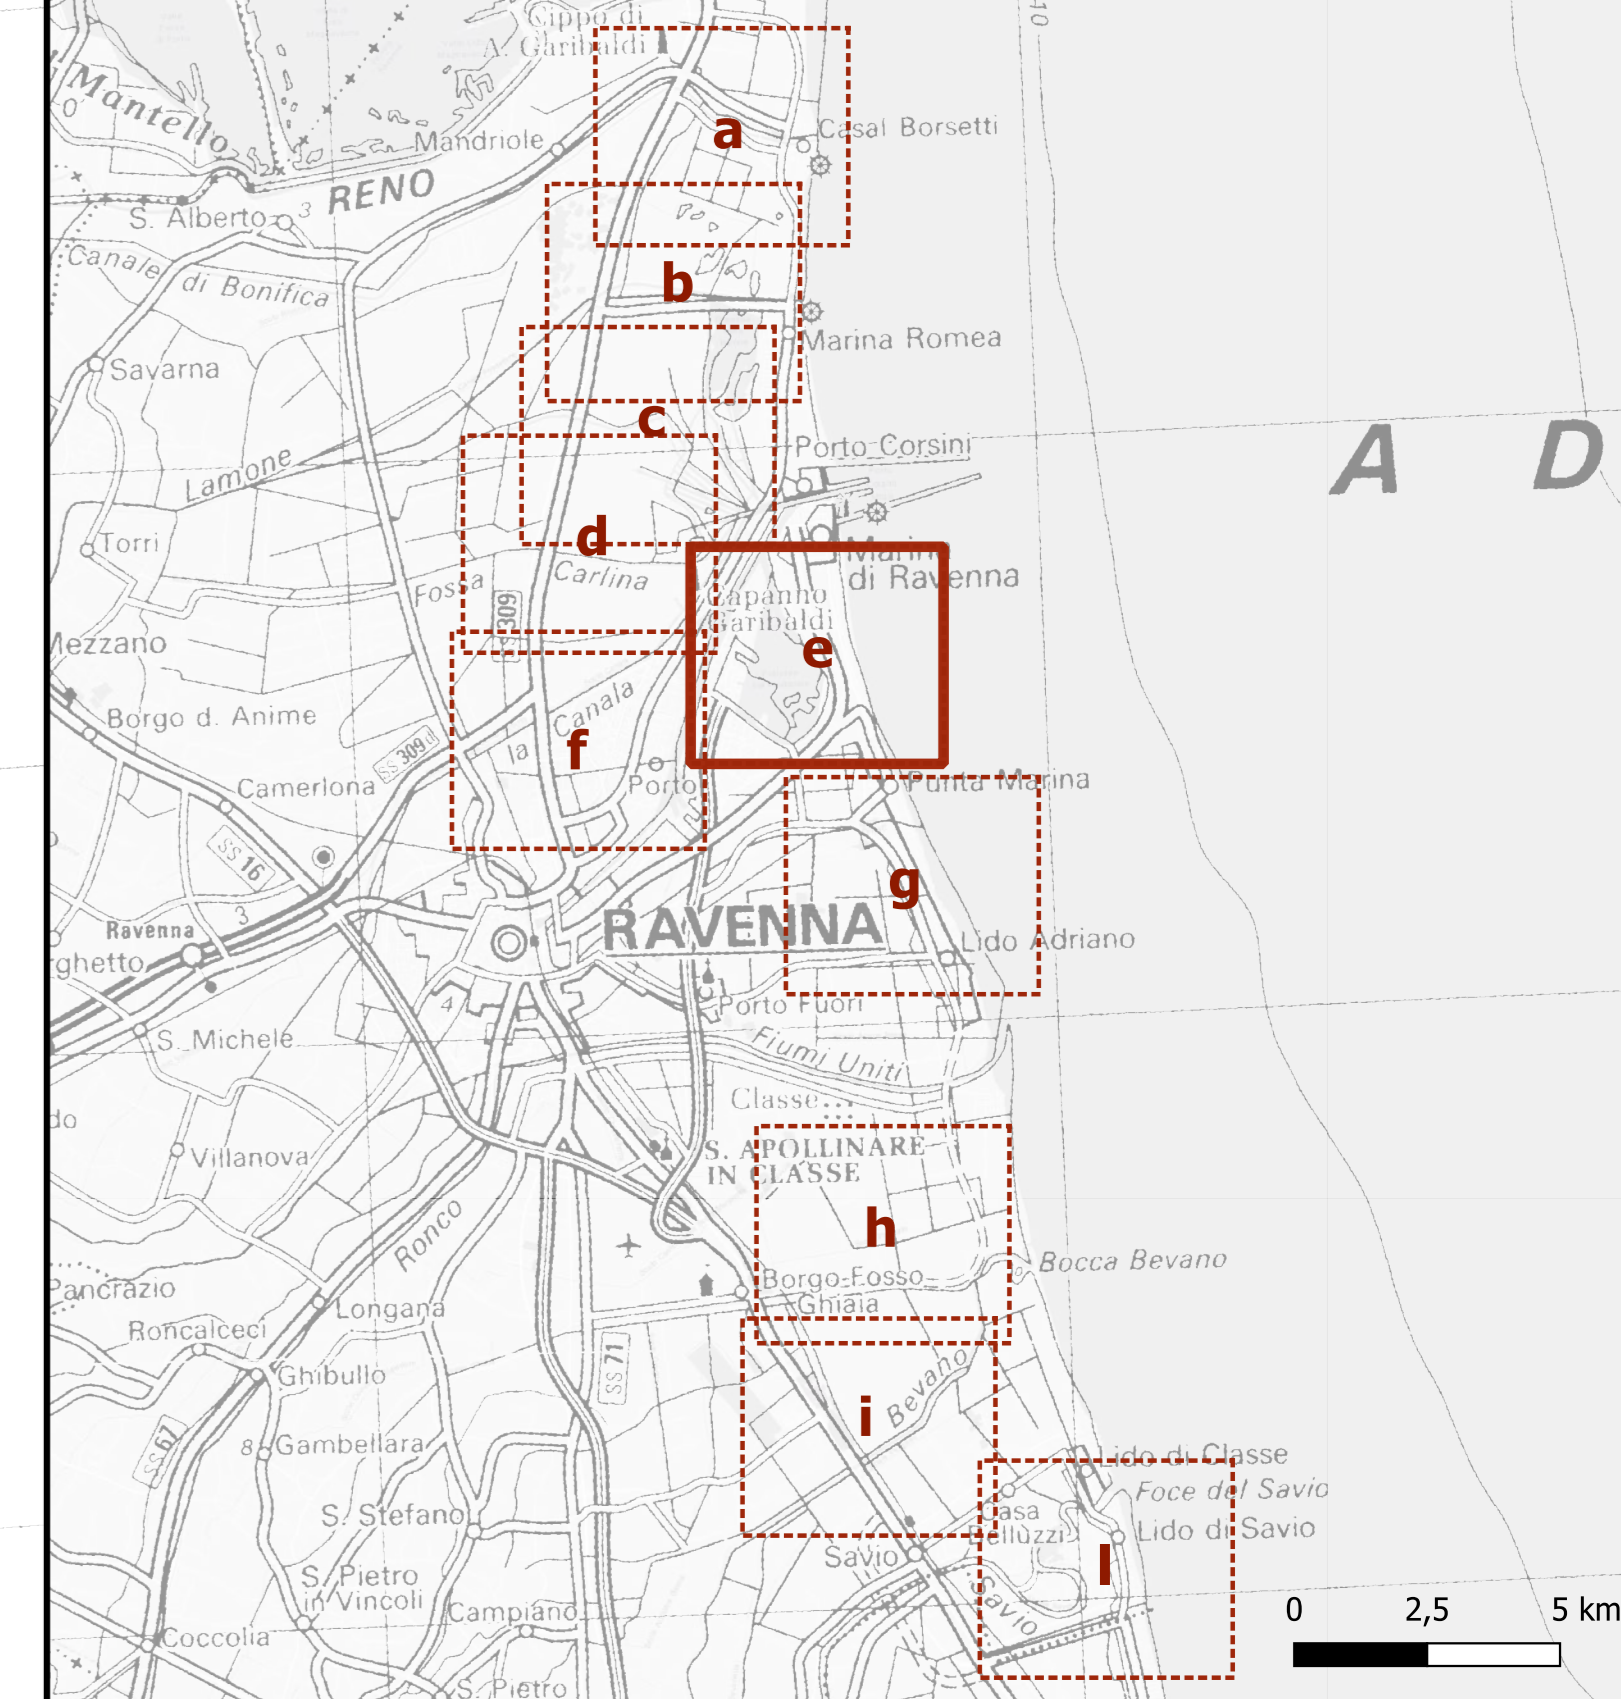 Cippo di
A. Garibaldi
10
Mantello
0
a
Casal Borsetti
Mandriole
2
RENO
S. Alberto
3
Canale
di Bonifica
b
Marina Romea
Savarna
c
A D
Porto Corsini
Lamone
d
Torri
Marina
di Ravenna
Fossa
Carlina
SS 309
Capanno
Garibaldi
e
Mezzano
Canala
la
Borgo d. Anime
SS 309 d
f
Porto
Punta Marina
Camerlona
SS 16
g
3
RAVENNA
Ravenna
Lido Adriano
rghetto
4
Porto Fuori
S. Michele
Fiumi Uniti
Classe
do
S. APOLLINARE
IN CLASSE
Villanova
Ronco
h
Bocca Bevano
Pancrazio
Borgo Fosso
Ghiaia
Longana
Roncalceci
SS 71
Ghibullo
Bevano
i
SS 67
8
Gambellara
Lido di Classe
Foce del Savio
Casa
Belluzzi
S. Stefano
Lido di Savio
Savio
l
S. Pietro
in Vincoli
Savio
Campiano
0 2,5 5 km
Coccolia
S. Pietro